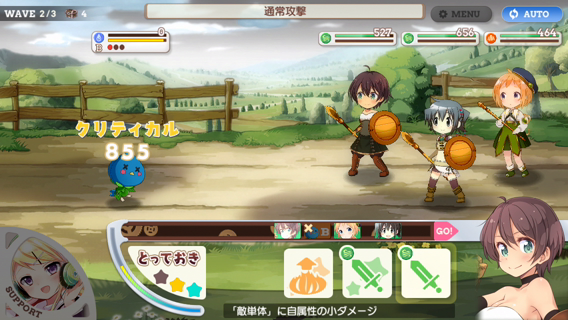 WAVE 2/3 4
通常攻撃
MENU
AUTO
0
B
527
656
464
クリティカル
855
B
GO!
とっておき
SUPPORT
「敵単体」に自属性の小ダメージ